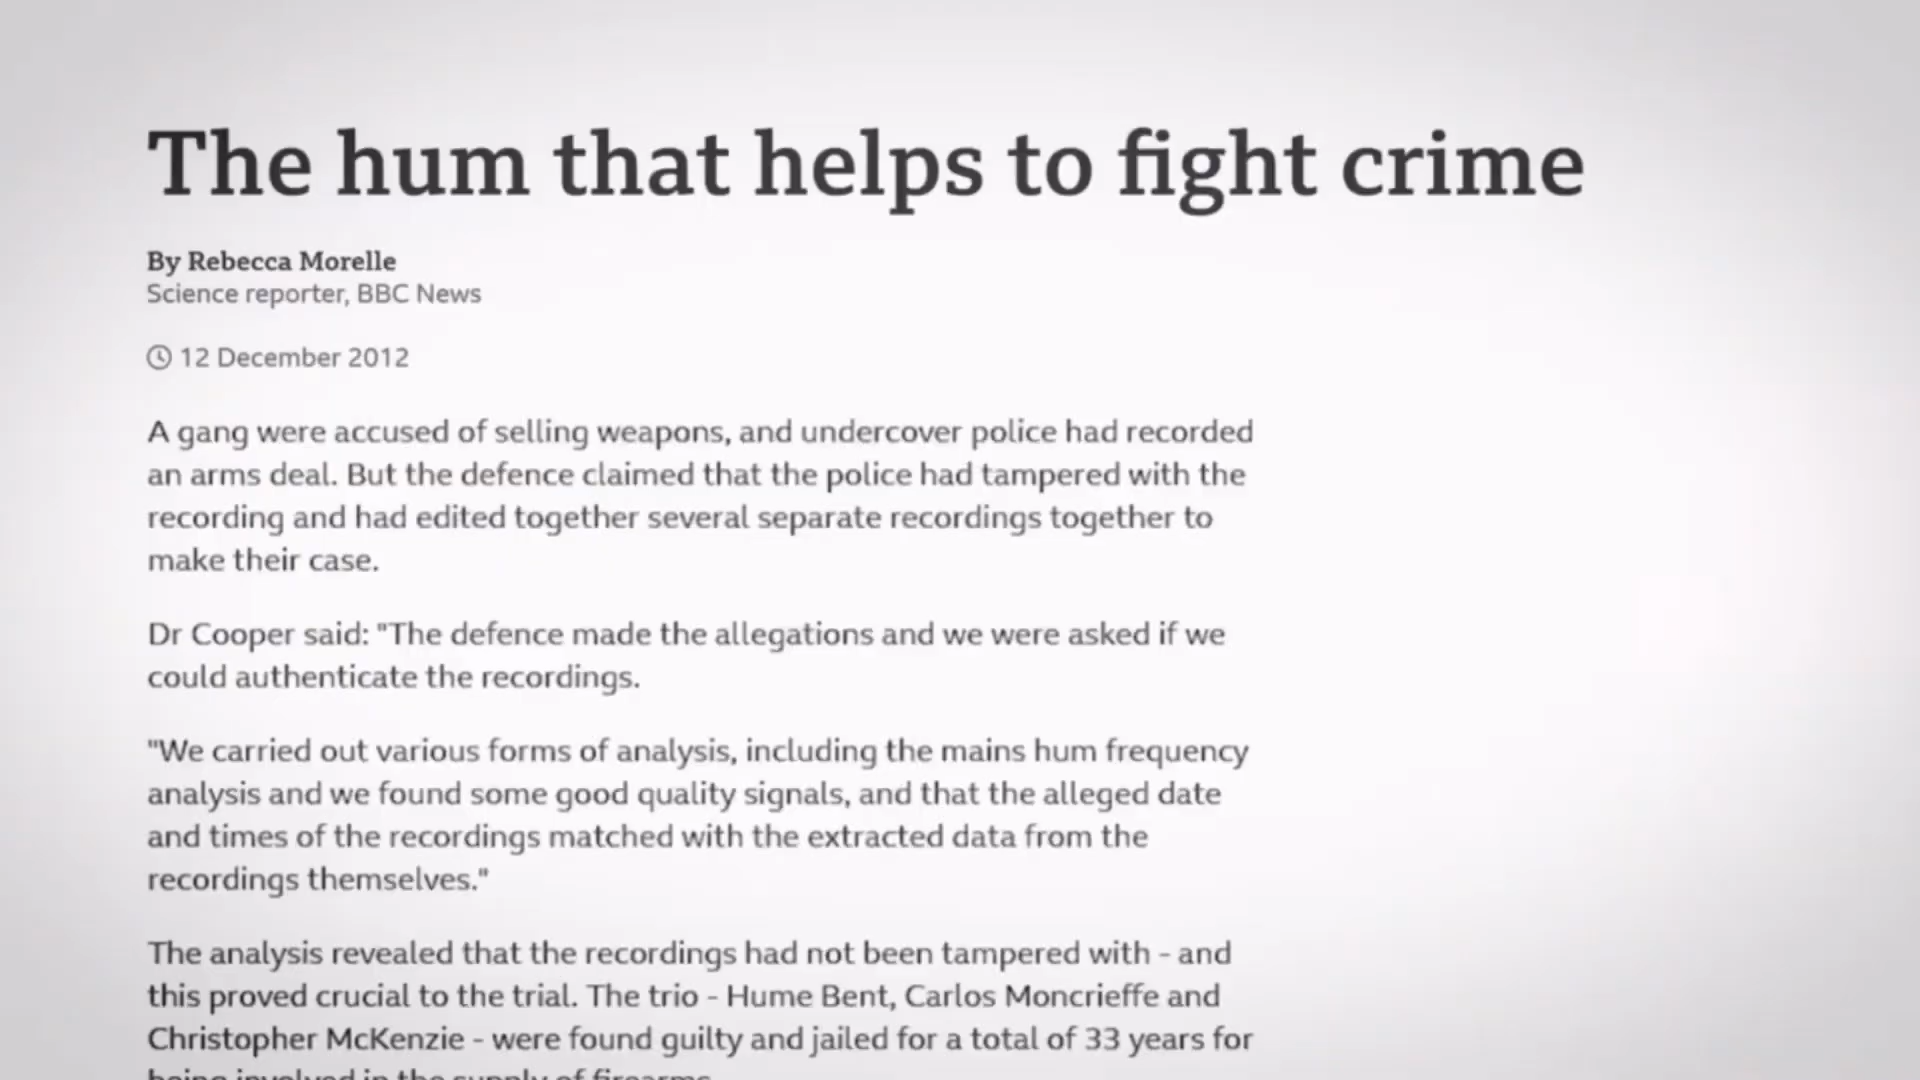 The hum that helps to fight crime
By Rebecca Morelle
Science reporter, BBC News
12 December 2012
A gang were accused of selling weapons, and undercover police had recorded
an arms deal. But the defence claimed that the police had tampered with the
recording and had edited together several separate recordings together to
make their case.
Dr Cooper said: "The defence made the allegations and we were asked if we
could authenticate the recordings.
"We carried out various forms of analysis, including the mains hum frequency
analysis and we found some good quality signals, and that the alleged date
and times of the recordings matched with the extracted data from the
recordings themselves."
The analysis revealed that the recordings had not been tampered with - and
this proved crucial to the trial. The trio - Hume Bent, Carlos Moncrieffe and
Christopher McKenzie - were found guilty and jailed for a total of 33 years for
being involved in the supply of firearms.